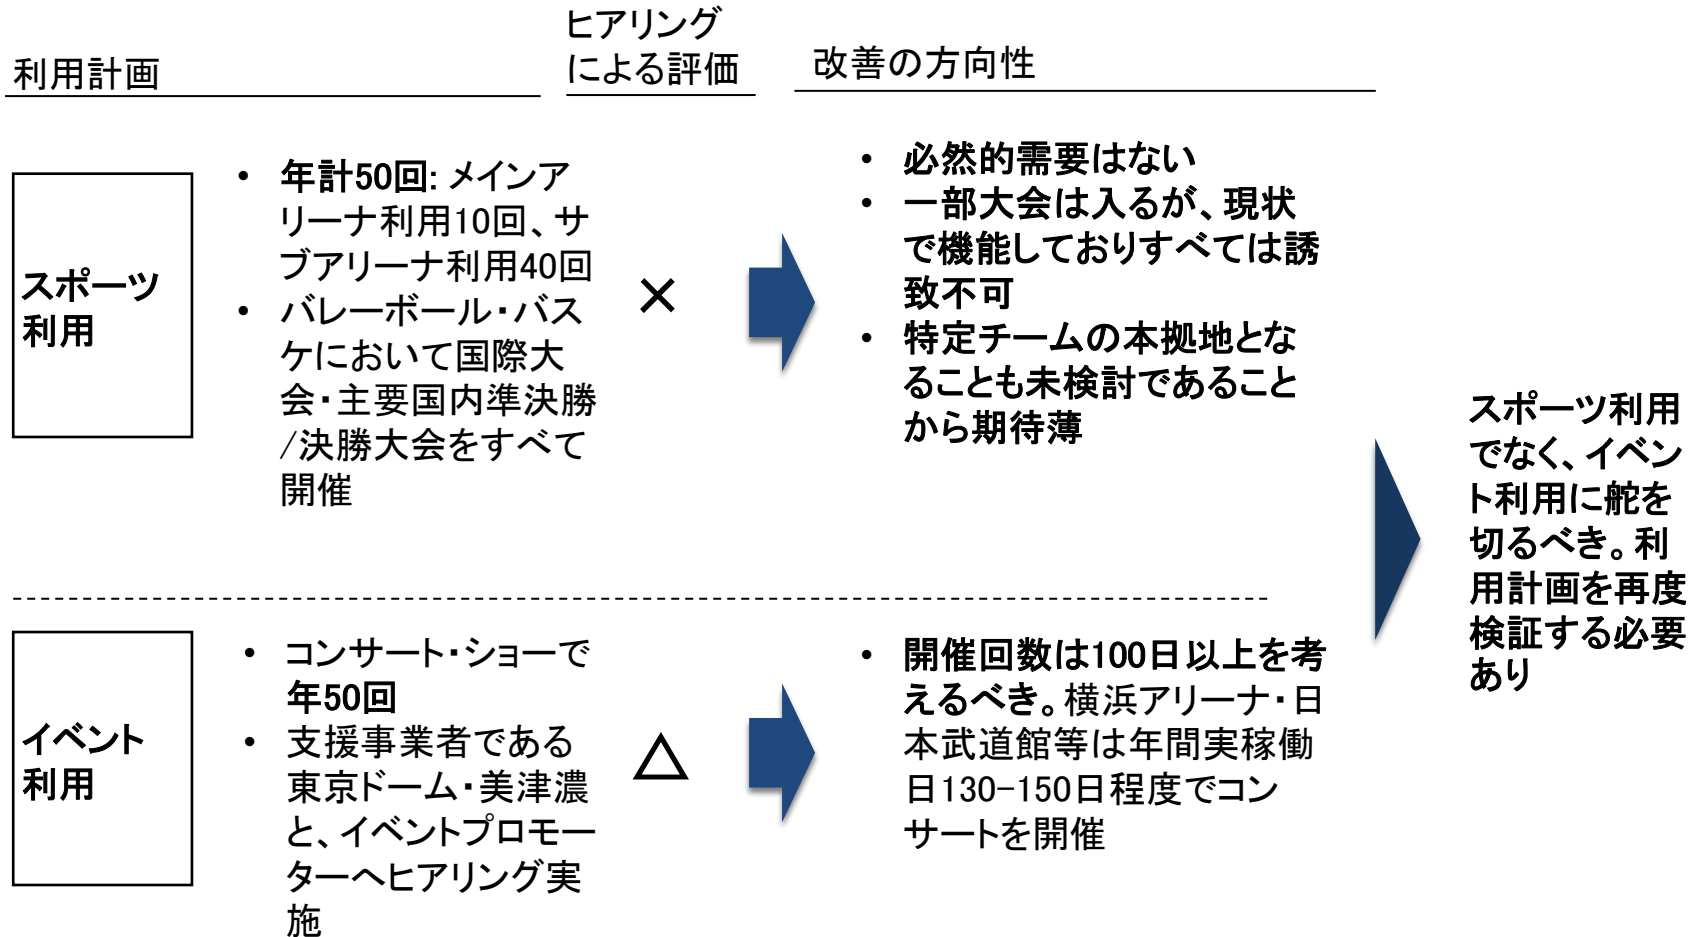 利用計画
ヒアリング
による評価
改善の方向性
スポーツ
利用
• 年計50回: メインア
リーナ利用10回、サ
ブアリーナ利用40回
• バレーボール・バス
ケにおいて国際大
会・主要国内準決勝
/決勝大会をすべて
開催
×
• 必然的需要はない
• 一部大会は入るが、現状
で機能しておりすべては誘
致不可
• 特定チームの本拠地とな
ることも未検討であること
から期待薄
イベント
利用
• コンサート・ショーで
年50回
• 支援事業者である
東京ドーム・美津濃
と、イベントプロモー
ターへヒアリング実
施
△
• 開催回数は100日以上を考
えるべき。横浜アリーナ・日
本武道館等は年間実稼働
日130-150日程度でコン
サートを開催
スポーツ利用
でなく、イベン
ト利用に舵を
切るべき。利
用計画を再度
検証する必要
あり